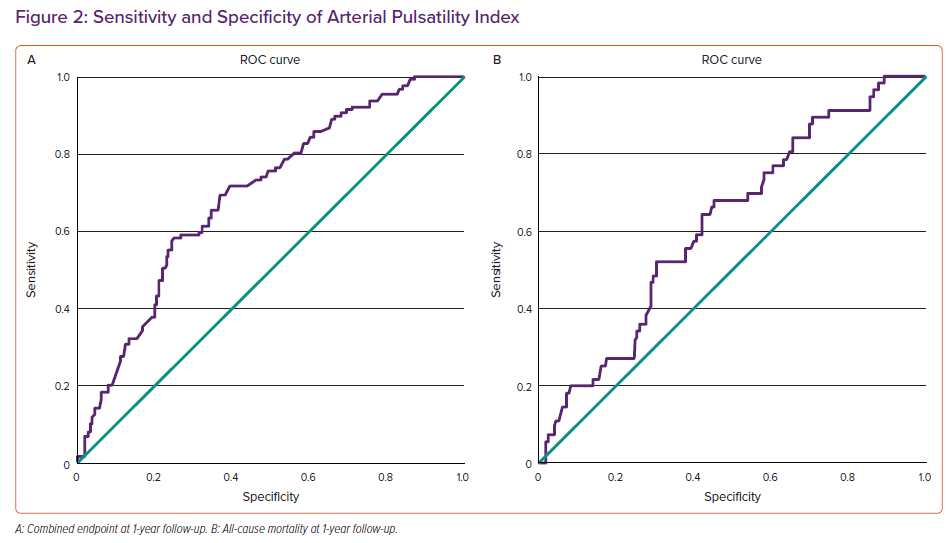 Figure 2: Sensitivity and Specificity of Arterial Pulsatility Index
A
ROC curve
1.0
0.8
0.6
0.4
0.2
0
Sensitivity
0
0.2
0.4
0.6
0.8
1.0
Specificity
B
ROC curve
1.0
0.8
0.6
0.4
0.2
0
Sensitivity
0
0.2
0.4
0.6
0.8
1.0
Specificity
A: Combined endpoint at 1-year follow-up. B: All-cause mortality at 1-year follow-up.